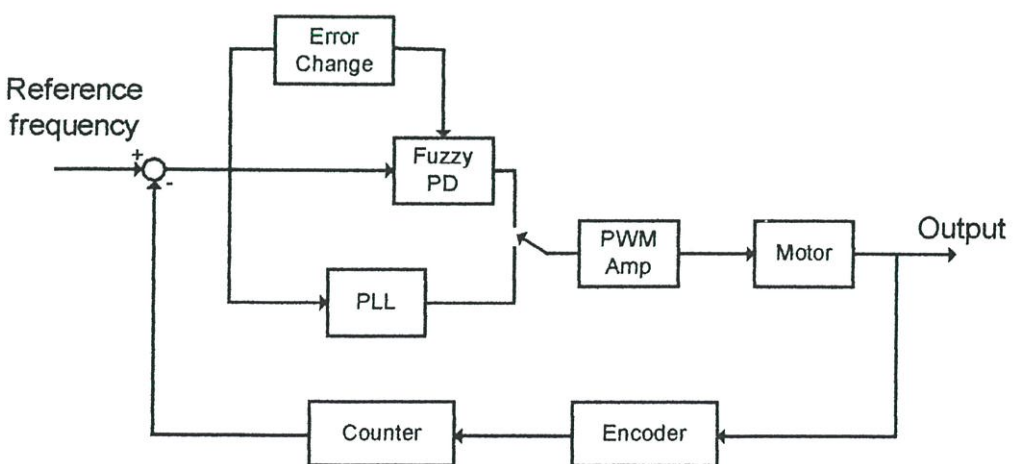 Error
Change
Reference
frequency
+
-
Fuzzy
PD
PWM
Amp
Motor
Output
PLL
Counter
Encoder